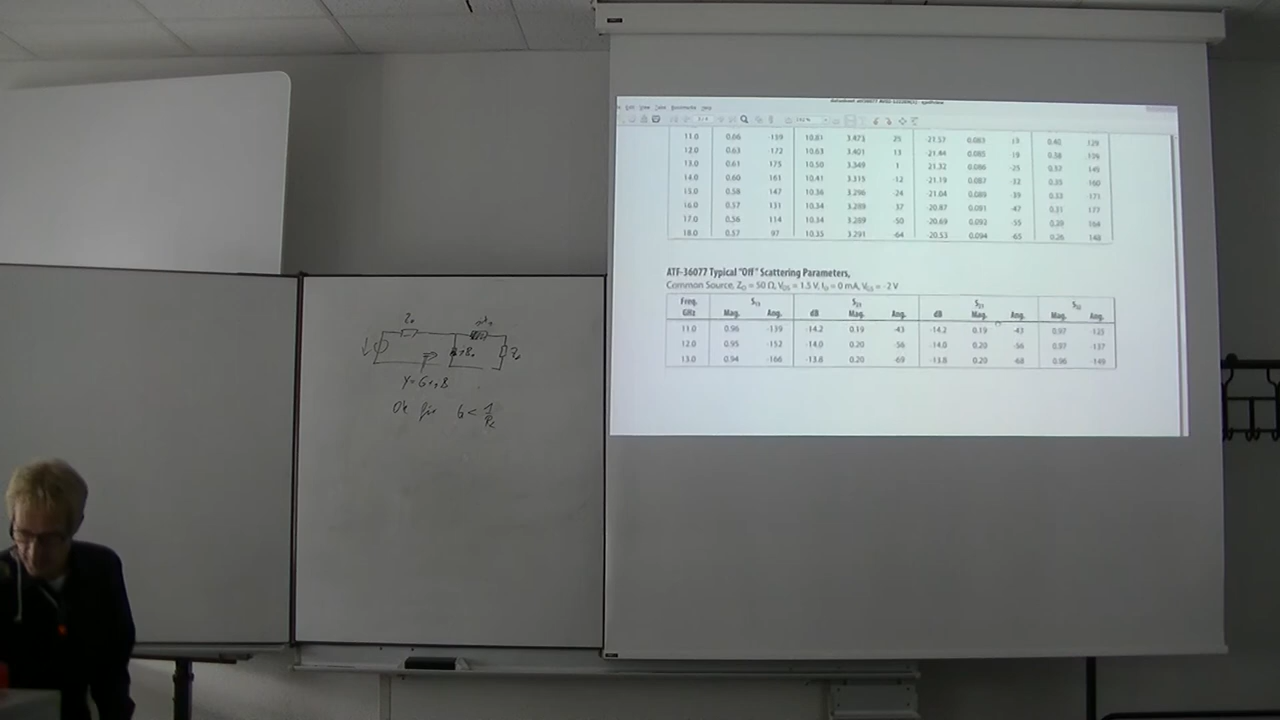 Edit View Tools Bookmarks Help
11.0 0.66 159 10.81 3.473 25 -21.57 0.083 13 0.40 129
12.0 0.63 172 10.63 3.401 13 -21.44 0.085 19 0.38 139
13.0 0.61 175 10.50 3.349 1 -21.32 0.086 -25 0.37 149
14.0 0.60 161 10.41 3.315 -12 -21.19 0.087 -32 0.35 160
15.0 0.58 147 10.36 3.296 -24 -21.04 0.089 -39 0.33 171
16.0 0.57 131 10.34 3.289 37 -20.87 0.091 -47 0.31 177
17.0 0.56 114 10.34 3.289 -50 -20.69 0.092 -55 0.29 164
18.0 0.57 97 10.35 3.291 -64 -20.53 0.094 -65 0.26 148
ATF-36077 Typical "Off" Scattering Parameters,
Common Source, Z₀ = 50 Ω, V_DS = 1.5 V, I_D = 0 mA, V_GS = -2 V
Freq. S₁₁ S₂₁
GHz Mag. Ang. dB Mag. Ang. dB Mag. Ang. Mag. Ang.
11.0 0.96 -139 -14.2 0.19 -43 -14.2 0.19 -43 0.97 125
12.0 0.95 -152 -14.0 0.20 -56 -14.0 0.20 -56 0.97 -137
13.0 0.94 -166 -13.8 0.20 -69 -13.8 0.20 -68 0.96 149
Y = G + jB
Ok für G <